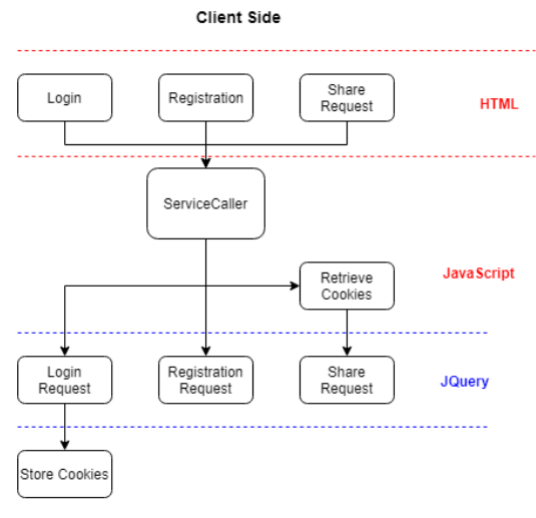 Client Side
Login
Registration
Share
Request
HTML
ServiceCaller
Retrieve
Cookies
JavaScript
Login
Request
Registration
Request
Share
Request
JQuery
Store Cookies